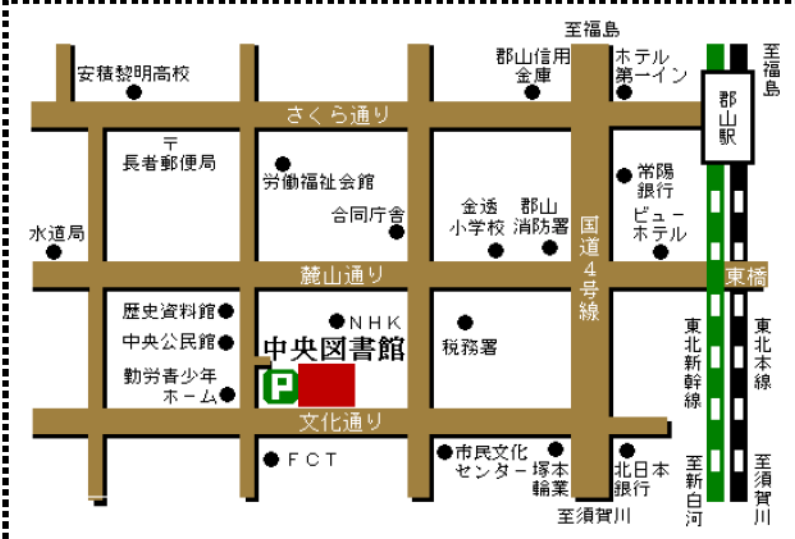 至福島
安積黎明高校
郡山信用
金庫
ホテル
第一イン
至福島
郡山駅
さくら通り
〒
長者郵便局
労働福祉会館
常陽
銀行
合同庁舎
金透
小学校
郡山
消防署
ビュー
ホテル
水道局
国道4号線
麓山通り
東橋
歴史資料館
NHK
中央公民館
中央図書館
税務署
東北新幹線
東北本線
勤労青少年
ホーム
P
文化通り
FCT
市民文化
センター
塚本
輪業
北日本
銀行
至新白河
至須賀川
至須賀川